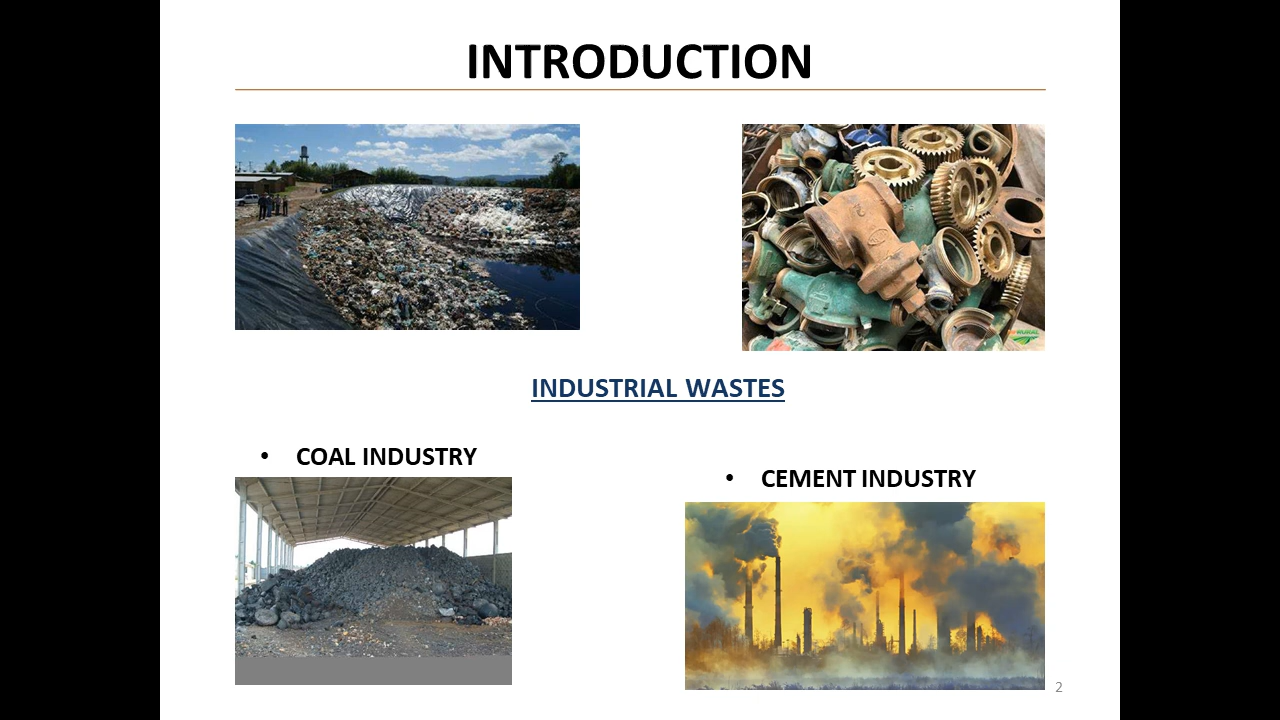 INTRODUCTION
INDUSTRIAL WASTES
• COAL INDUSTRY
• CEMENT INDUSTRY
2